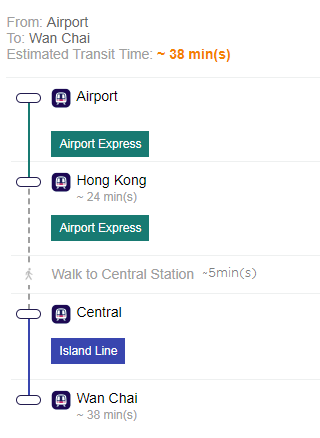 From: Airport
To: Wan Chai
Estimated Transit Time: ~ 38 min(s)
Airport
Airport Express
Hong Kong
~ 24 min(s)
Airport Express
Walk to Central Station ~5min(s)
Central
Island Line
Wan Chai
~ 38 min(s)